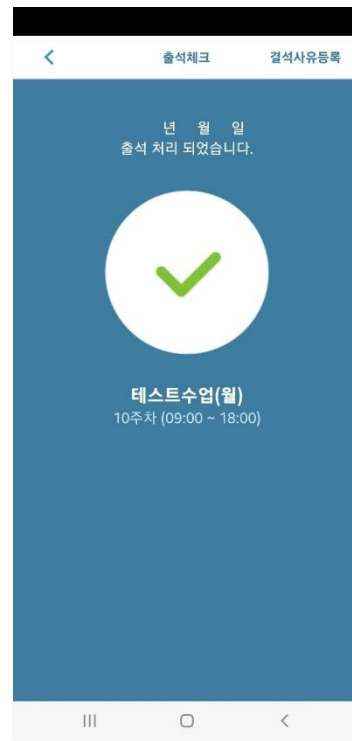 출석체크 결석사유등록
년 월 일
출석 처리 되었습니다.
테스트수업(월)
10주차 (09:00 ~ 18:00)